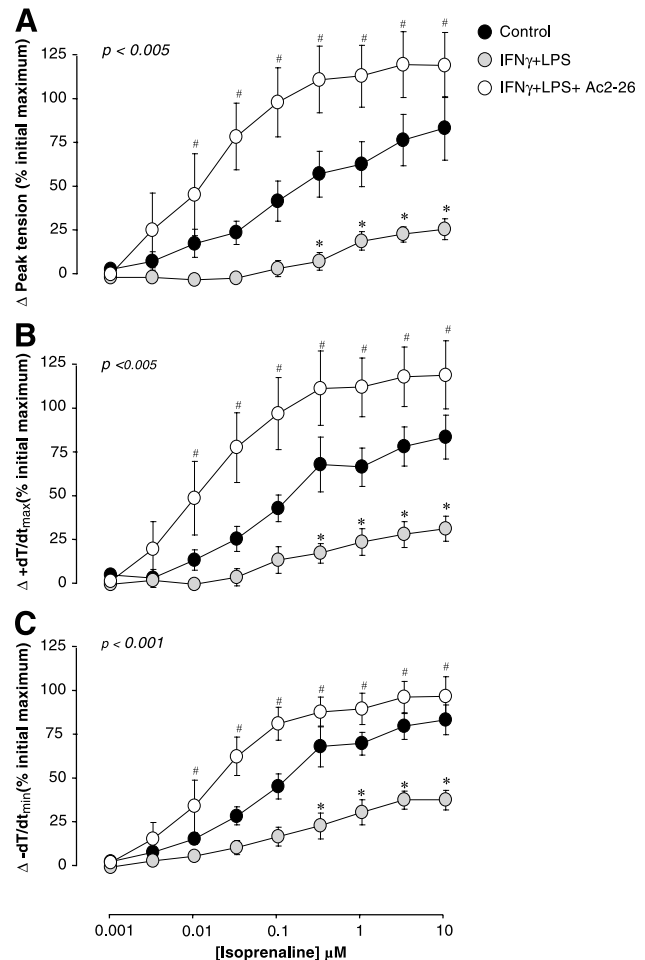 A
p < 0.005
Control
IFNγ+LPS
IFNγ+LPS+ Ac2-26
# # # # # # #
125
100
75
50
25
0
* * * *
Δ Peak tension (% initial maximum)
B
p <0.005
# # # # # # #
125
100
75
50
25
0
* * * *
Δ +dT/dtmax(% initial maximum)
C
p < 0.001
# # # # # # #
125
100
75
50
25
0
* * * *
Δ -dT/dtmin(% initial maximum)
0.001 0.01 0.1 1 10
[Isoprenaline] μM